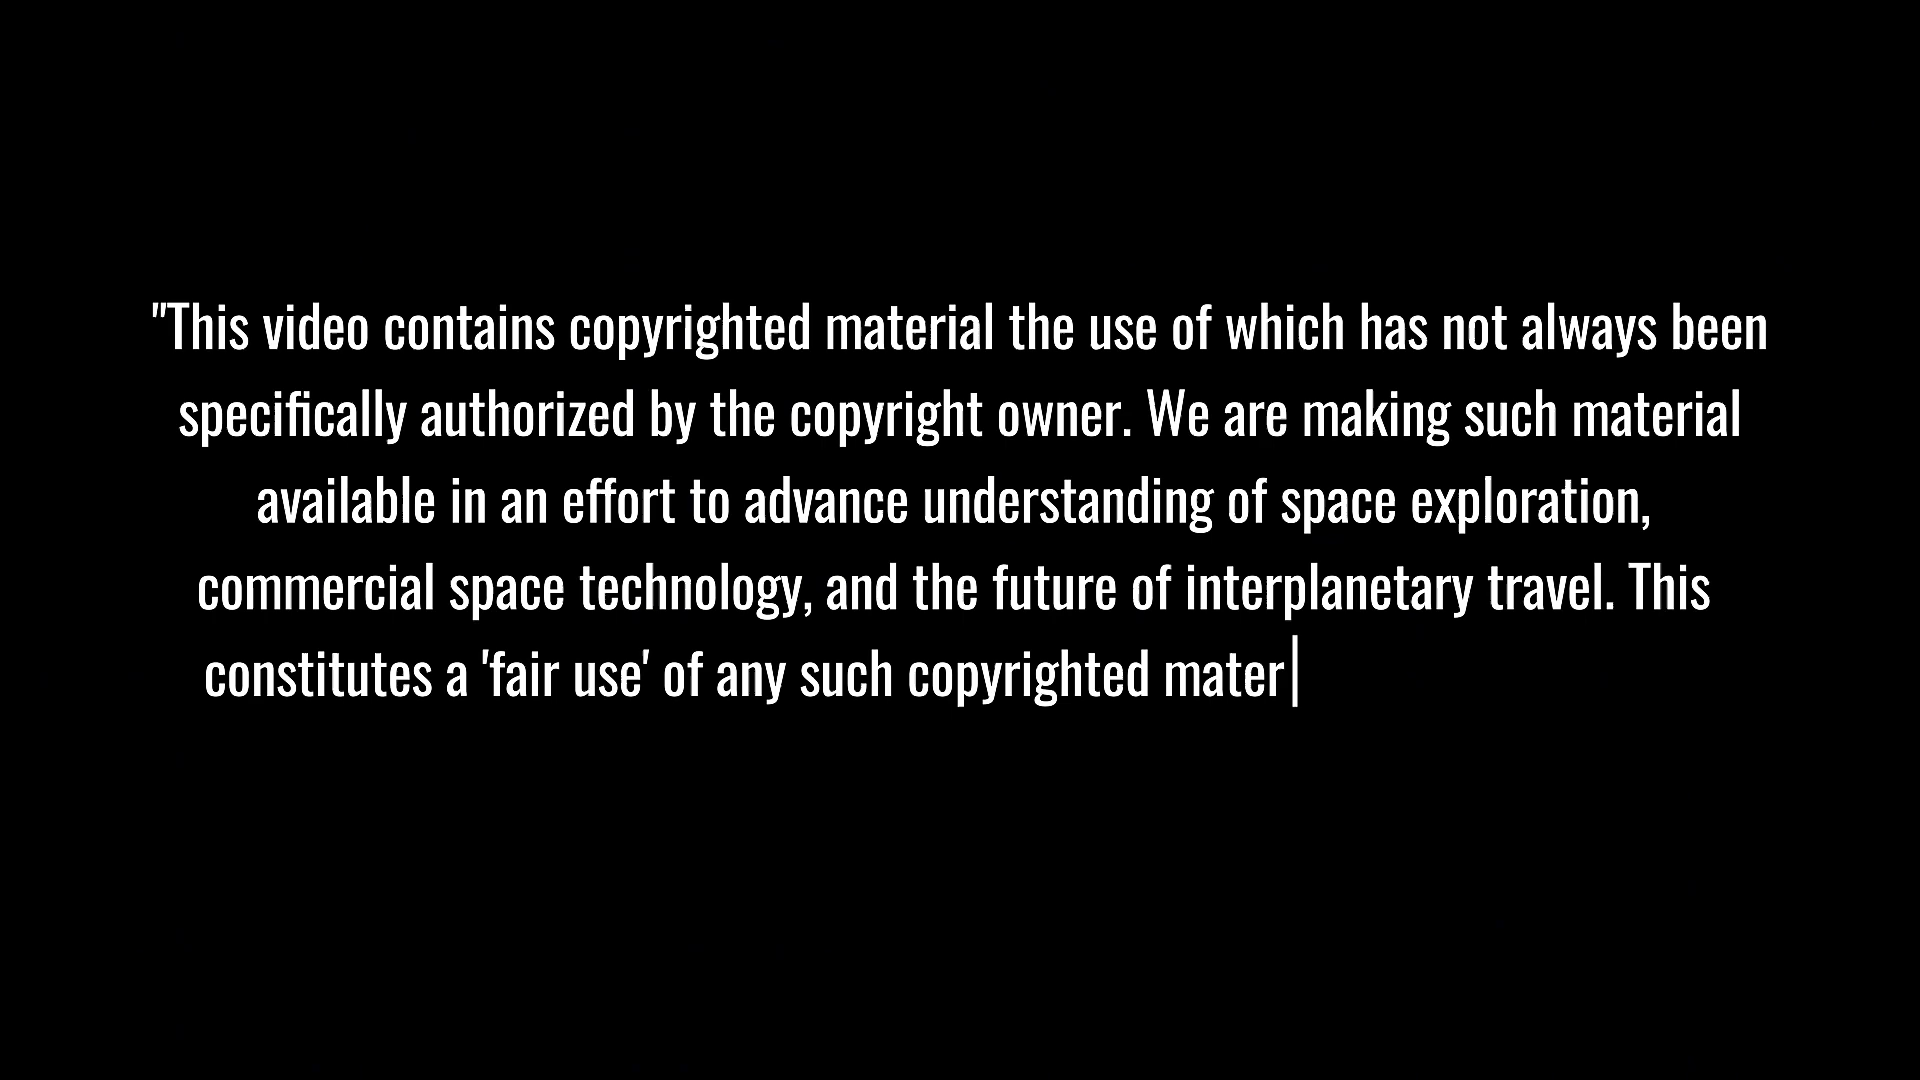 "This video contains copyrighted material the use of which has not always been
specifically authorized by the copyright owner. We are making such material
available in an effort to advance understanding of space exploration,
commercial space technology, and the future of interplanetary travel. This
constitutes a 'fair use' of any such copyrighted mater